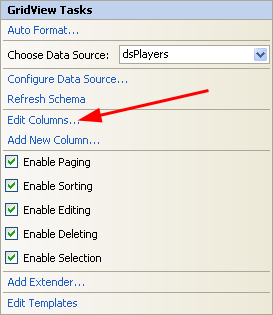 GridView Tasks
Auto Format...
Choose Data Source: dsPlayers
Configure Data Source...
Refresh Schema
Edit Columns...
Add New Column...
Enable Paging
Enable Sorting
Enable Editing
Enable Deleting
Enable Selection
Add Extender...
Edit Templates